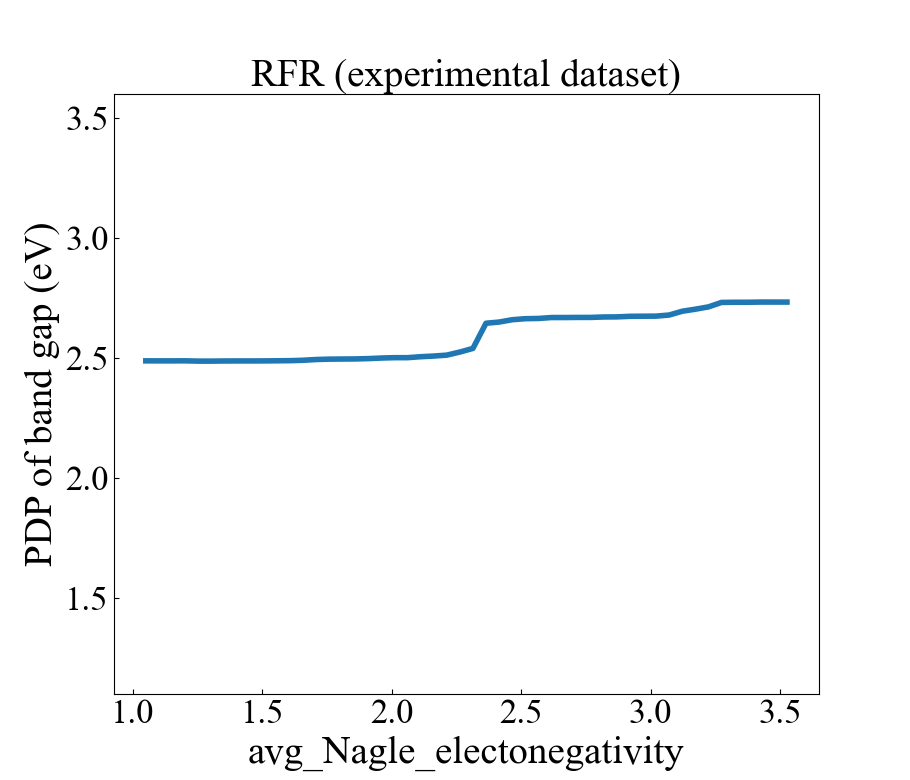 RFR (experimental dataset)
PDP of band gap (eV)
3.5
3.0
2.5
2.0
1.5
1.0 1.5 2.0 2.5 3.0 3.5
avg_Nagle_electonegativity